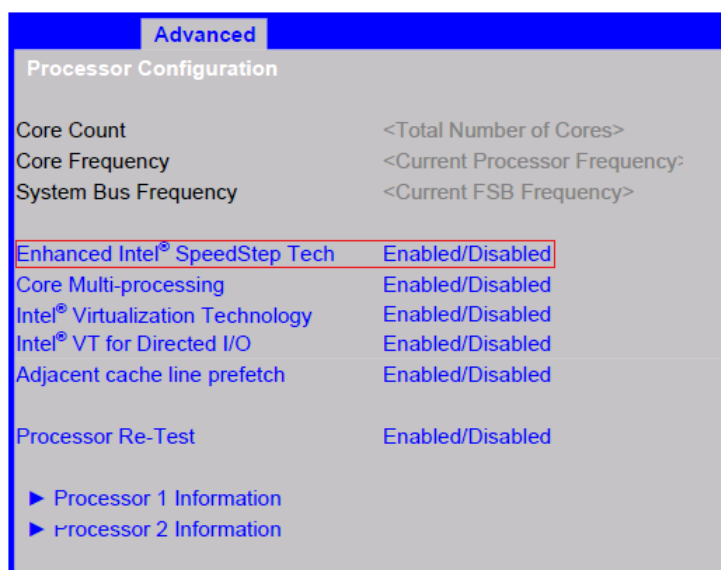 Advanced
Processor Configuration
Core Count <Total Number of Cores>
Core Frequency <Current Processor Frequency>
System Bus Frequency <Current FSB Frequency>
Enhanced Intel® SpeedStep Tech Enabled/Disabled
Core Multi-processing Enabled/Disabled
Intel® Virtualization Technology Enabled/Disabled
Intel® VT for Directed I/O Enabled/Disabled
Adjacent cache line prefetch Enabled/Disabled
Processor Re-Test Enabled/Disabled
► Processor 1 Information
► Processor 2 Information